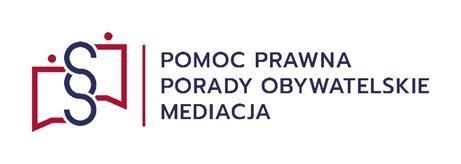 §
POMOC PRAWNA
PORADY OBYWATELSKIE
MEDIACJA